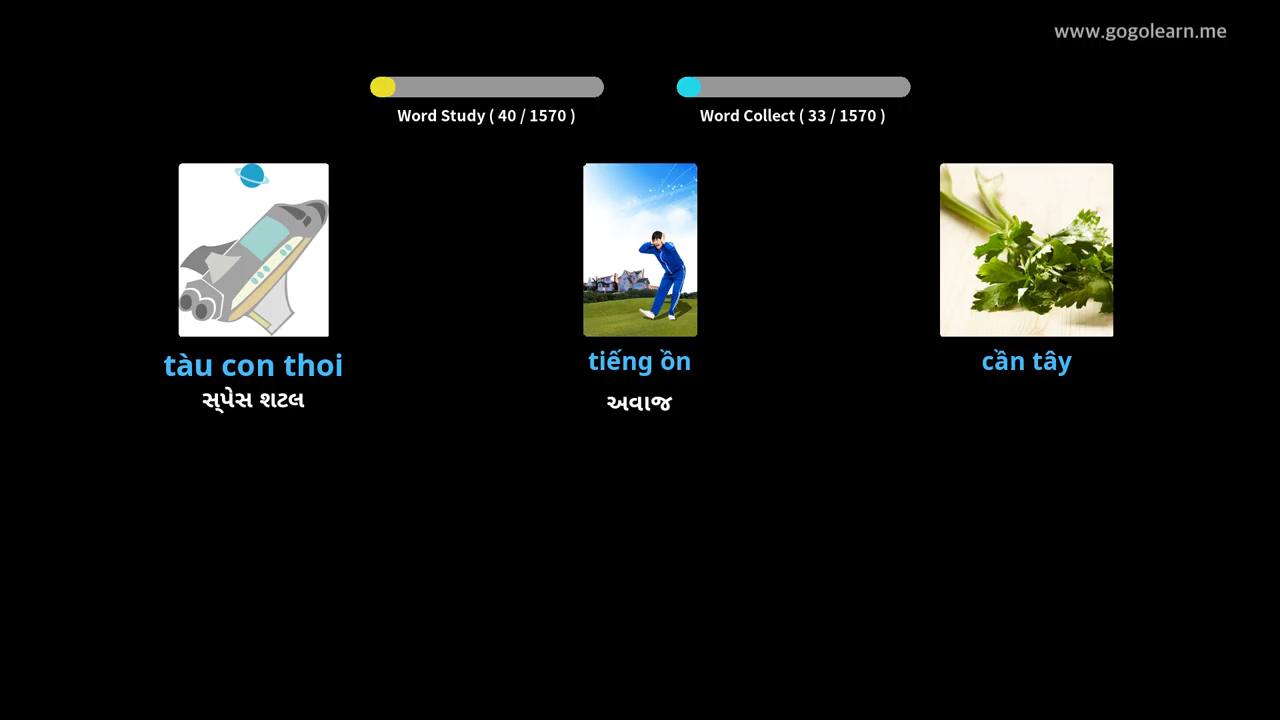 www.gogolearn.me
Word Study ( 40 / 1570 )
Word Collect ( 33 / 1570 )
tàu con thoi
સ્પેસ શટલ
tiếng ồn
અવાજ
cần tây